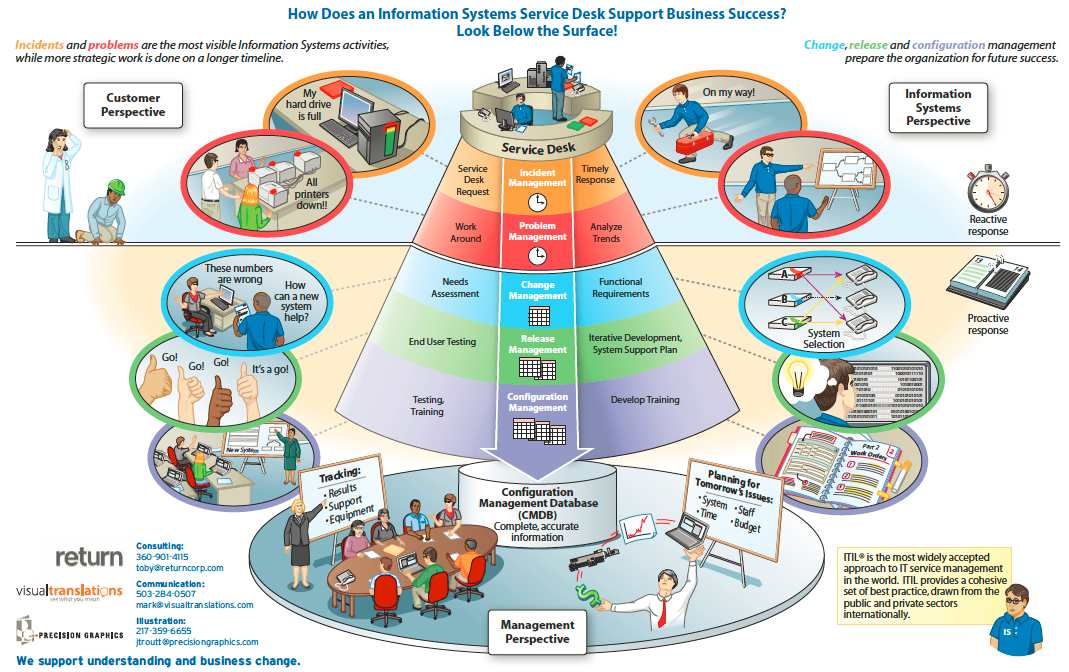 How Does an Information Systems Service Desk Support Business Success?
Look Below the Surface!
Incidents and problems are the most visible Information Systems activities,
while more strategic work is done on a longer timeline.
Change, release and configuration management
prepare the organization for future success.
Customer
Perspective
Information
Systems
Perspective
My
hard drive
is full
On my way!
All
printers
down!!
Service Desk
Service
Desk
Request
Incident
Management
Timely
Response
Work
Around
Problem
Management
Analyze
Trends
Reactive
response
These numbers
are wrong
How
can a new
system
help?
Needs
Assessment
Change
Management
Functional
Requirements
A
B
C
System
Selection
Proactive
response
Go!
Go!
Go!
It's a go!
End User Testing
Release
Management
Iterative Development,
System Support Plan
Testing,
Training
Configuration
Management
Develop Training
New System
Part 2
Work Orders
2
1
2
3
Tracking:
• Results
• Support
• Equipment
Configuration
Management Database
(CMDB)
Complete, accurate
information
Planning for
Tomorrow's Issues:
• System • Staff
• Time • Budget
Management
Perspective
return
visualtranslations
see what you mean
PRECISION GRAPHICS
Consulting:
360-901-4115
toby@returncorp.com
Communication:
503-284-0507
mark@visualtranslations.com
Illustration:
217-359-6655
jtroutt@precisiongraphics.com
We support understanding and business change.
ITIL® is the most widely accepted
approach to IT service management
in the world. ITIL provides a cohesive
set of best practice, drawn from the
public and private sectors
internationally.
IS